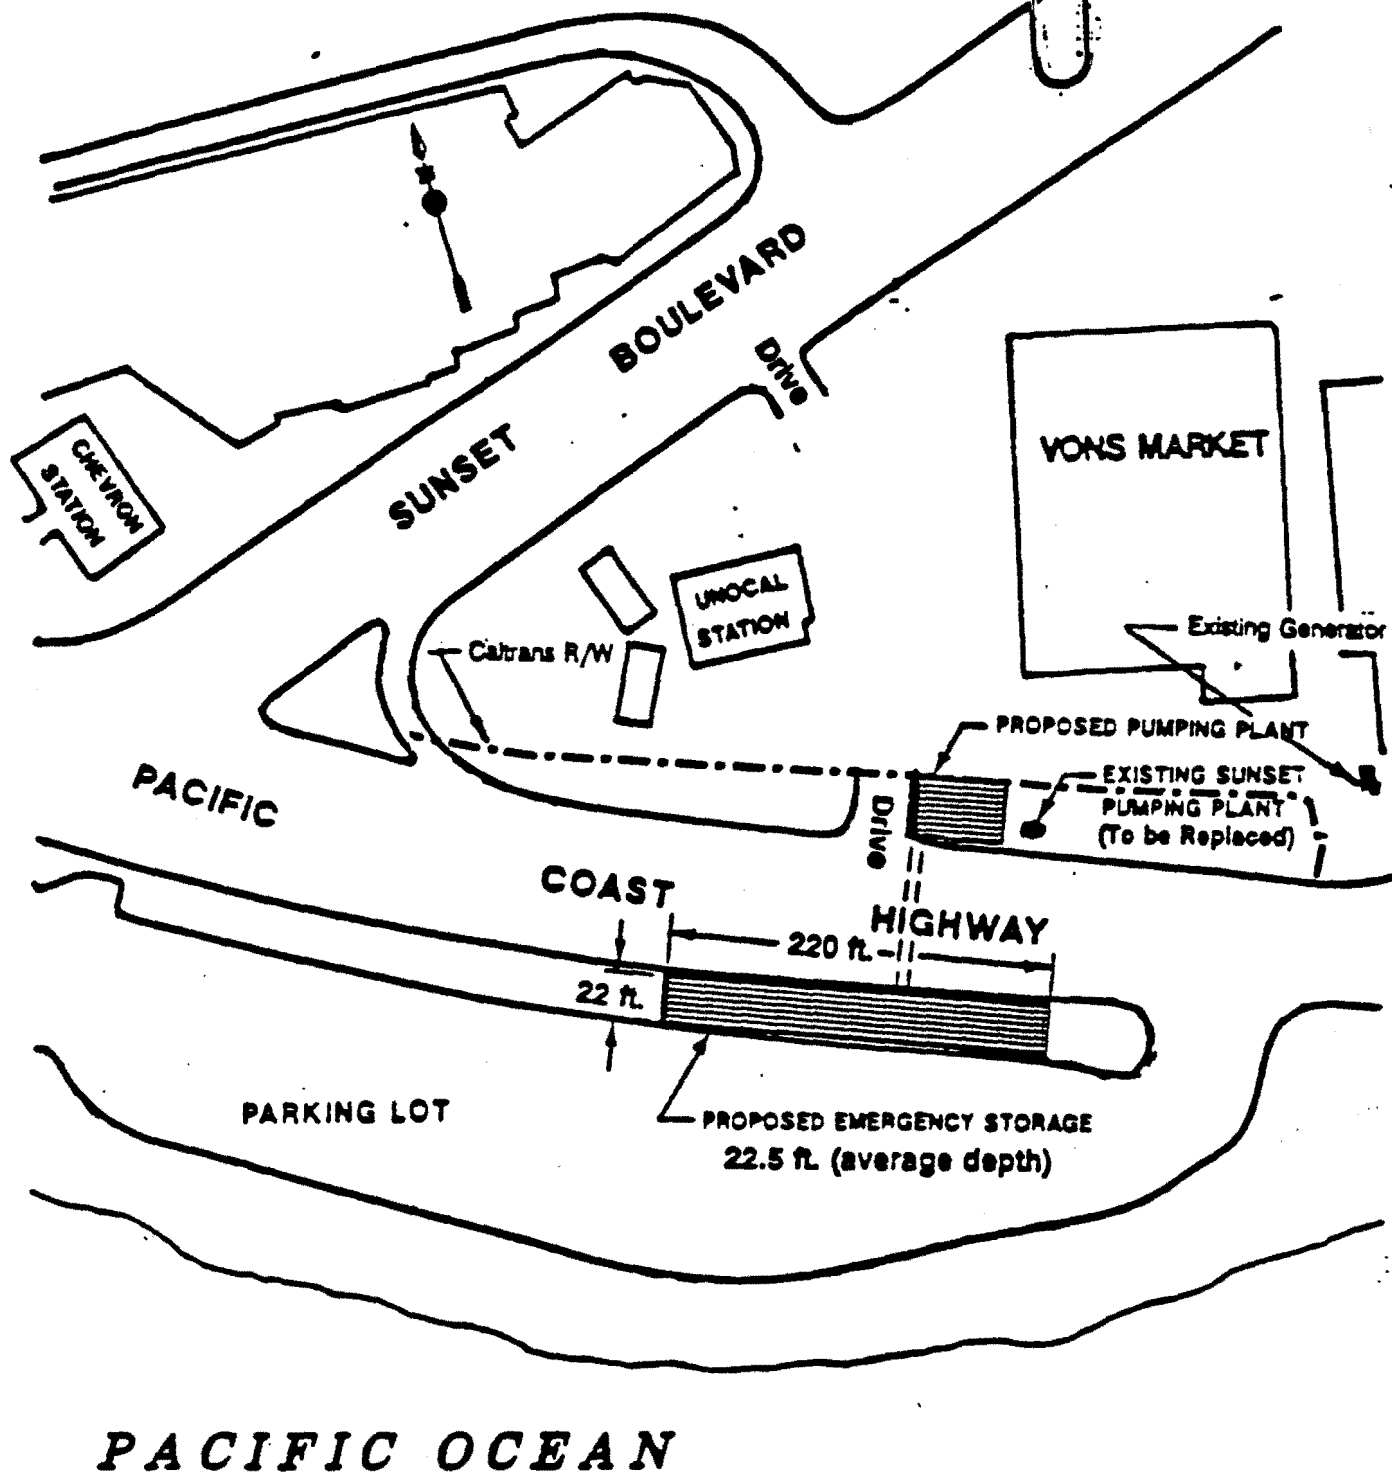 BOULEVARD
Drive
SUNSET
CHEVRON
STATION
VONS MARKET
UNOCAL
STATION
Existing Generator
Caltrans R/W
PROPOSED PUMPING PLANT
EXISTING SUNSET
PUMPING PLANT
(To be Replaced)
Drive
PACIFIC
COAST
HIGHWAY
220 ft.
22 ft.
PARKING LOT
PROPOSED EMERGENCY STORAGE
22.5 ft. (average depth)
PACIFIC OCEAN